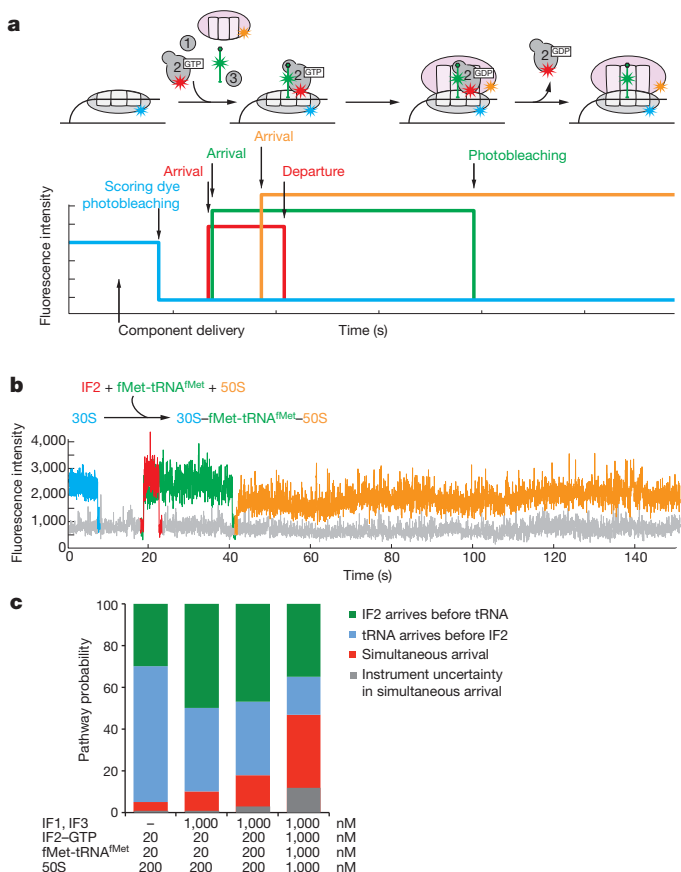 a
1
2 GTP
3
2 GTP
2 GDP
2 GDP
Arrival
Arrival
Arrival
Departure
Photobleaching
Scoring dye
photobleaching
Fluorescence intensity
Component delivery
Time (s)
b
IF2 + fMet-tRNAfMet + 50S
30S
30S–fMet-tRNAfMet–50S
Fluorescence intensity
4,000
3,000
2,000
1,000
0
0 20 40 60 80 100 120 140
Time (s)
c
Pathway probability
100
80
60
40
20
0
IF2 arrives before tRNA
tRNA arrives before IF2
Simultaneous arrival
Instrument uncertainty
in simultaneous arrival
IF1, IF3 – 1,000 1,000 1,000 nM
IF2–GTP 20 20 200 1,000 nM
fMet-tRNAfMet 20 20 200 1,000 nM
50S 200 200 200 1,000 nM